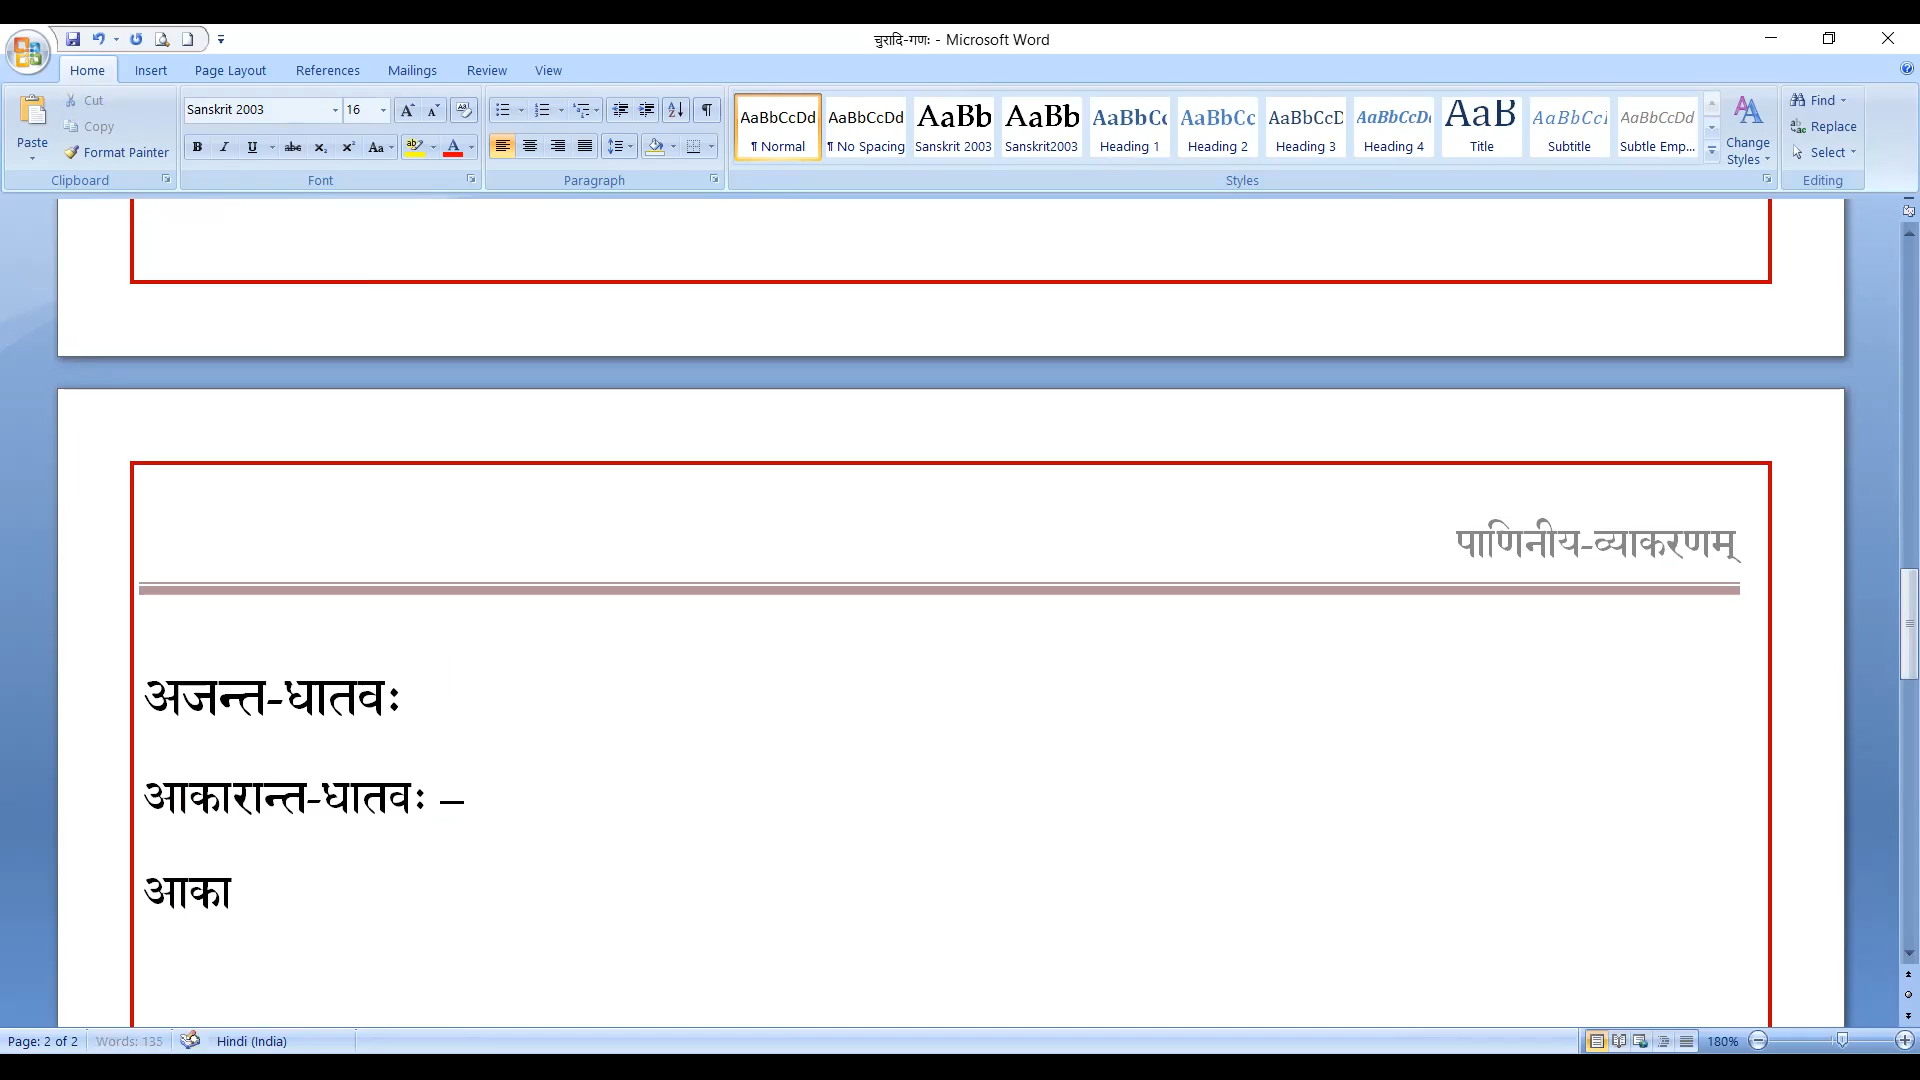 चुरादि-गणः - Microsoft Word
Home Insert Page Layout References Mailings Review View
Paste
Cut
Copy
Format Painter
Clipboard
Sanskrit 2003 16
Font
Paragraph
AaBbCcDd AaBbCcDd AaBb AaBb AaBbCc AaBbCc AaBbCcD AaBbCcDc AaB AaBbCcl AaBbCcDd
¶ Normal ¶ No Spacing Sanskrit 2003 Sanskrit2003 Heading 1 Heading 2 Heading 3 Heading 4 Title Subtitle Subtle Emp...
Styles
Change Styles
Find
Replace
Select
Editing
पाणिनीय-व्याकरणम्
अजन्त-धातवः
आकारान्त-धातवः –
आका
Page: 2 of 2 Words: 135 Hindi (India) 180%